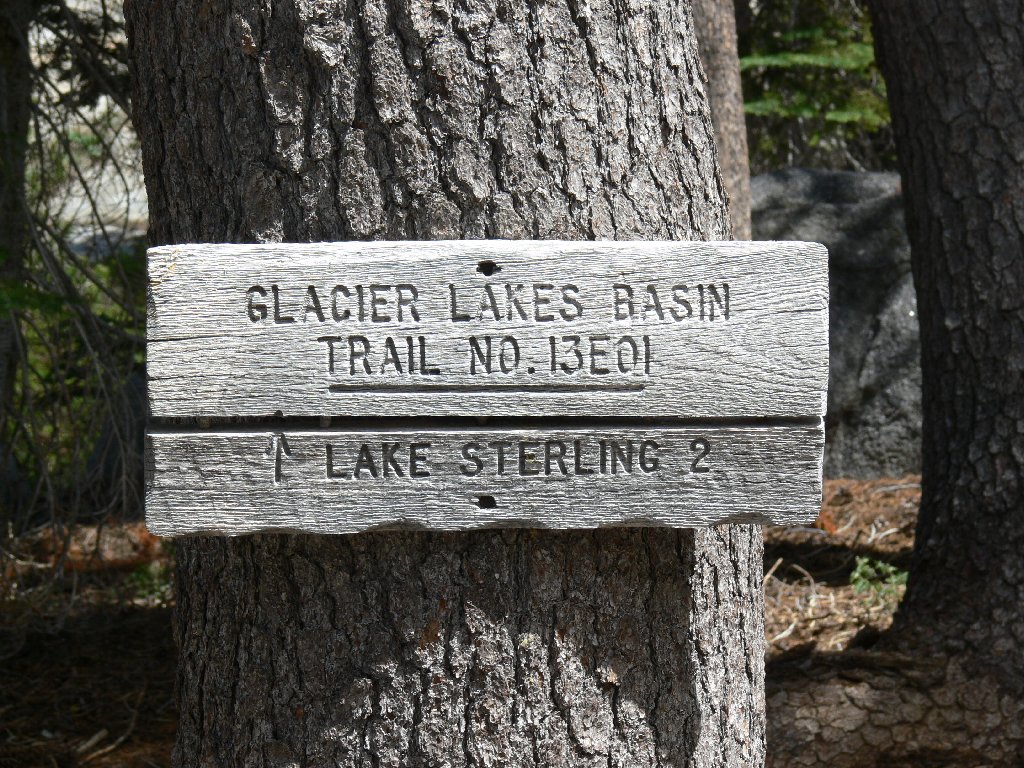 GLACIER LAKES BASIN
TRAIL NO. 13E01
↑ LAKE STERLING 2